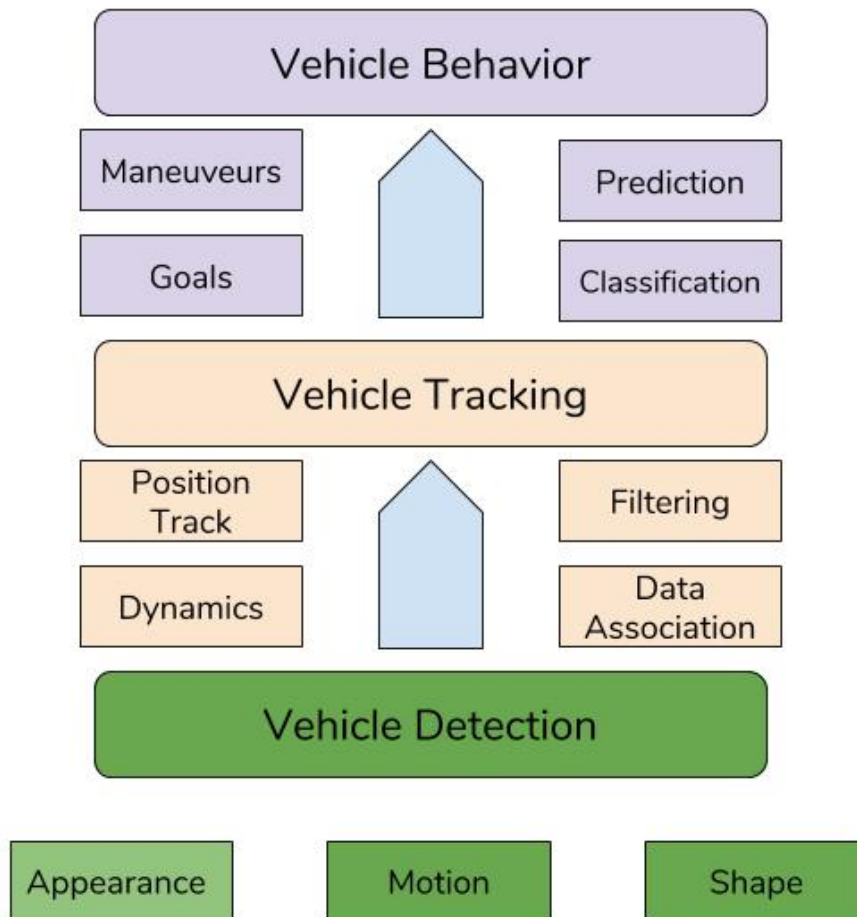 Vehicle Behavior
Maneuveurs
Prediction
Goals
Classification
Vehicle Tracking
Position
Track
Filtering
Dynamics
Data
Association
Vehicle Detection
Appearance
Motion
Shape